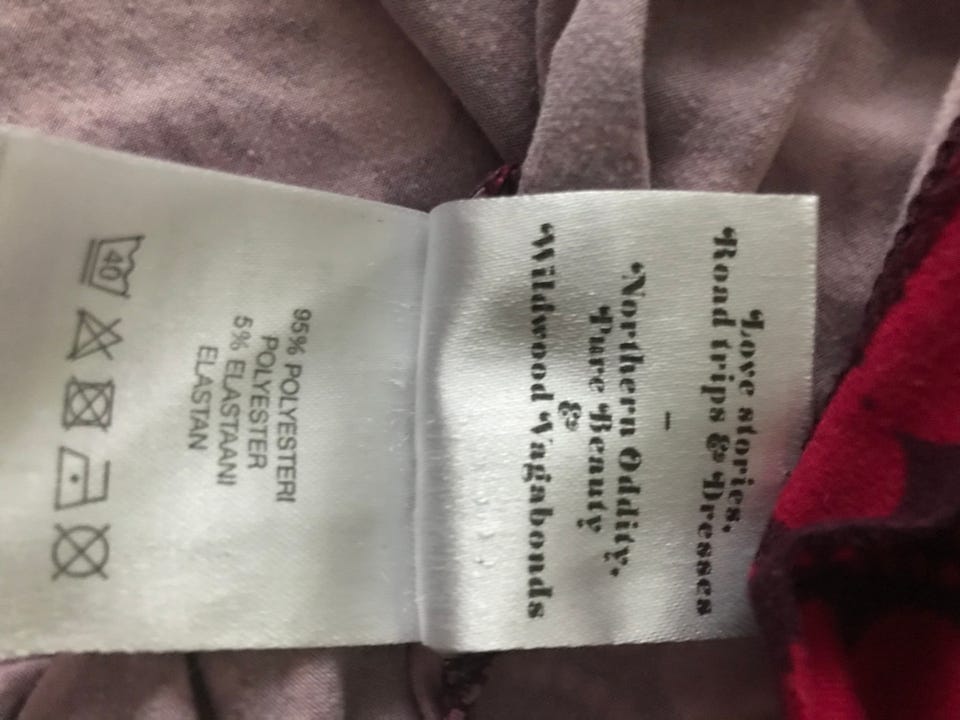 Love stories,
Road trips & Dresses
–
Northern Oddity,
Pure Beauty
&
Wildwood Vagabonds
95% POLYESTERI
POLYESTER
5% ELASTAANI
ELASTAN
40